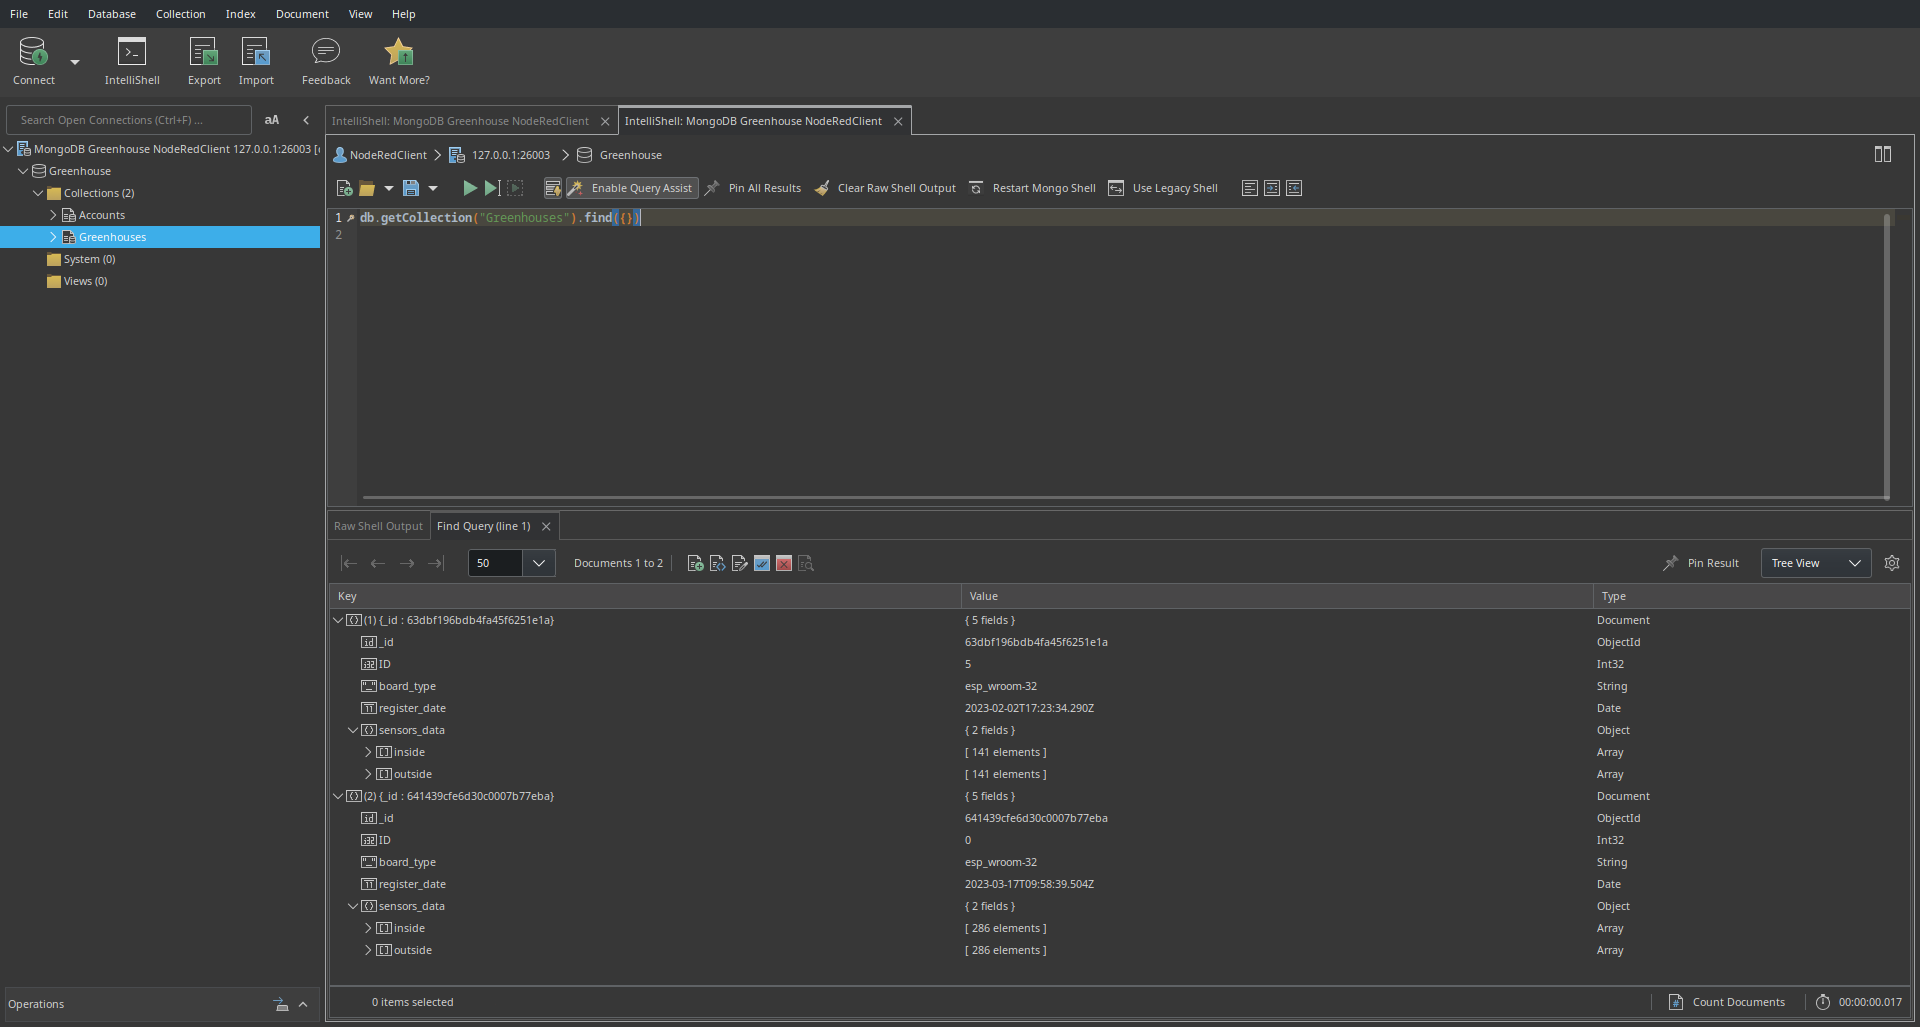 File Edit Database Collection Index Document View Help
Connect IntelliShell Export Import Feedback Want More?
Search Open Connections (Ctrl+F) ... aA
MongoDB Greenhouse NodeRedClient 127.0.0.1:26003 [
Greenhouse
Collections (2)
Accounts
Greenhouses
System (0)
Views (0)
Operations
IntelliShell: MongoDB Greenhouse NodeRedClient IntelliShell: MongoDB Greenhouse NodeRedClient
NodeRedClient 127.0.0.1:26003 Greenhouse
Enable Query Assist Pin All Results Clear Raw Shell Output Restart Mongo Shell Use Legacy Shell
1 db.getCollection("Greenhouses").find({})
2
Raw Shell Output Find Query (line 1)
50 Documents 1 to 2 Pin Result Tree View
Key Value Type
(1) {_id : 63dbf196bdb4fa45f6251e1a} { 5 fields } Document
_id 63dbf196bdb4fa45f6251e1a ObjectId
ID 5 Int32
board_type esp_wroom-32 String
register_date 2023-02-02T17:23:34.290Z Date
sensors_data { 2 fields } Object
inside [ 141 elements ] Array
outside [ 141 elements ] Array
(2) {_id : 641439cfe6d30c0007b77eba} { 5 fields } Document
_id 641439cfe6d30c0007b77eba ObjectId
ID 0 Int32
board_type esp_wroom-32 String
register_date 2023-03-17T09:58:39.504Z Date
sensors_data { 2 fields } Object
inside [ 286 elements ] Array
outside [ 286 elements ] Array
0 items selected Count Documents 00:00:00.017